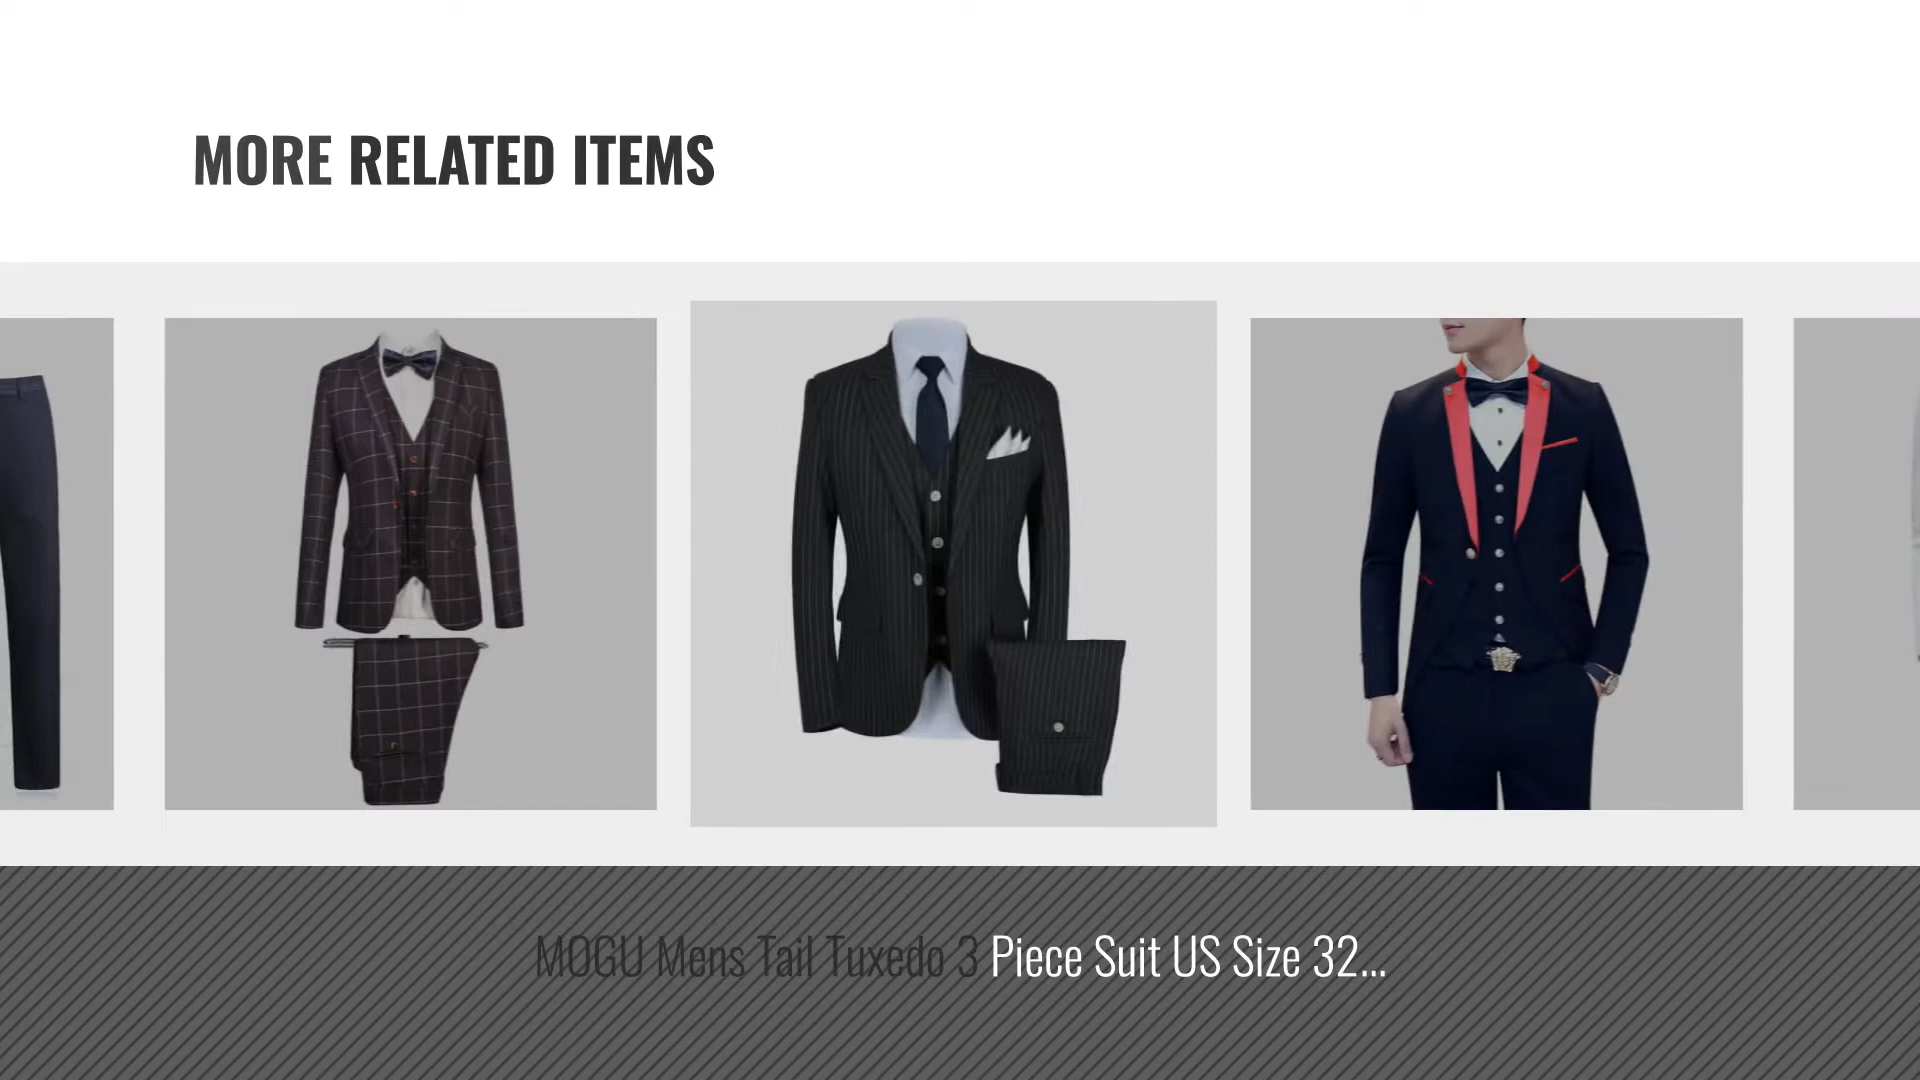 MORE RELATED ITEMS
MOGU Mens Tail Tuxedo 3 Piece Suit US Size 32...